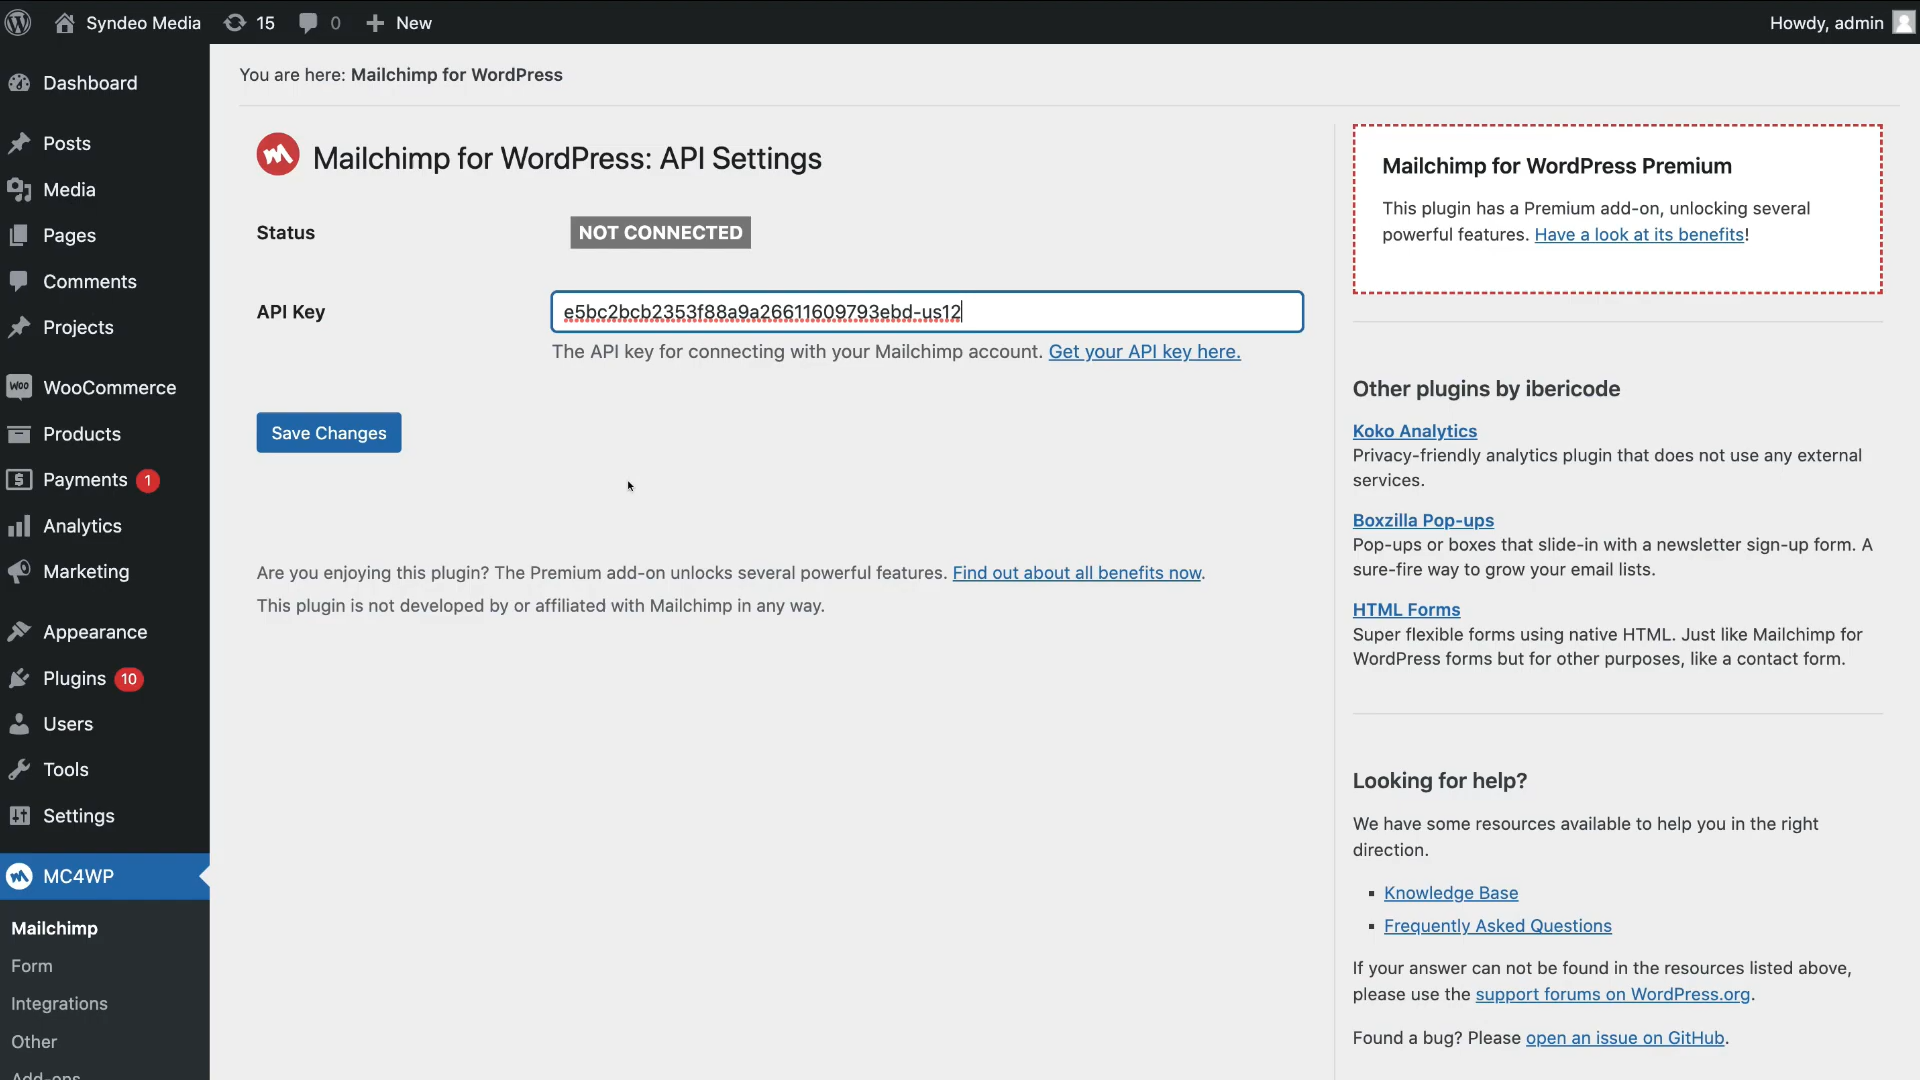 Syndeo Media 15 0 New Howdy, admin
Dashboard
Posts
Media
Pages
Comments
Projects
WooCommerce
Products
Payments 1
Analytics
Marketing
Appearance
Plugins 10
Users
Tools
Settings
MC4WP
Mailchimp
Form
Integrations
Other
Add-ons
You are here: Mailchimp for WordPress
Mailchimp for WordPress: API Settings
Status NOT CONNECTED
API Key e5bc2bcb2353f88a9a26611609793ebd-us12
The API key for connecting with your Mailchimp account. Get your API key here.
Save Changes
Are you enjoying this plugin? The Premium add-on unlocks several powerful features. Find out about all benefits now.
This plugin is not developed by or affiliated with Mailchimp in any way.
Mailchimp for WordPress Premium
This plugin has a Premium add-on, unlocking several
powerful features. Have a look at its benefits!
Other plugins by ibericode
Koko Analytics
Privacy-friendly analytics plugin that does not use any external
services.
Boxzilla Pop-ups
Pop-ups or boxes that slide-in with a newsletter sign-up form. A
sure-fire way to grow your email lists.
HTML Forms
Super flexible forms using native HTML. Just like Mailchimp for
WordPress forms but for other purposes, like a contact form.
Looking for help?
We have some resources available to help you in the right
direction.
Knowledge Base
Frequently Asked Questions
If your answer can not be found in the resources listed above,
please use the support forums on WordPress.org.
Found a bug? Please open an issue on GitHub.